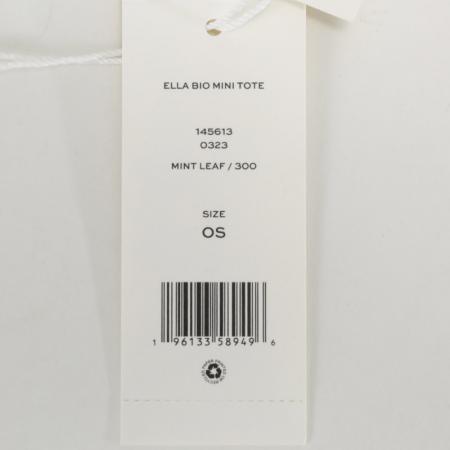 ELLA BIO MINI TOTE
145613
0323
MINT LEAF / 300
SIZE
OS
1 96133 58949 6